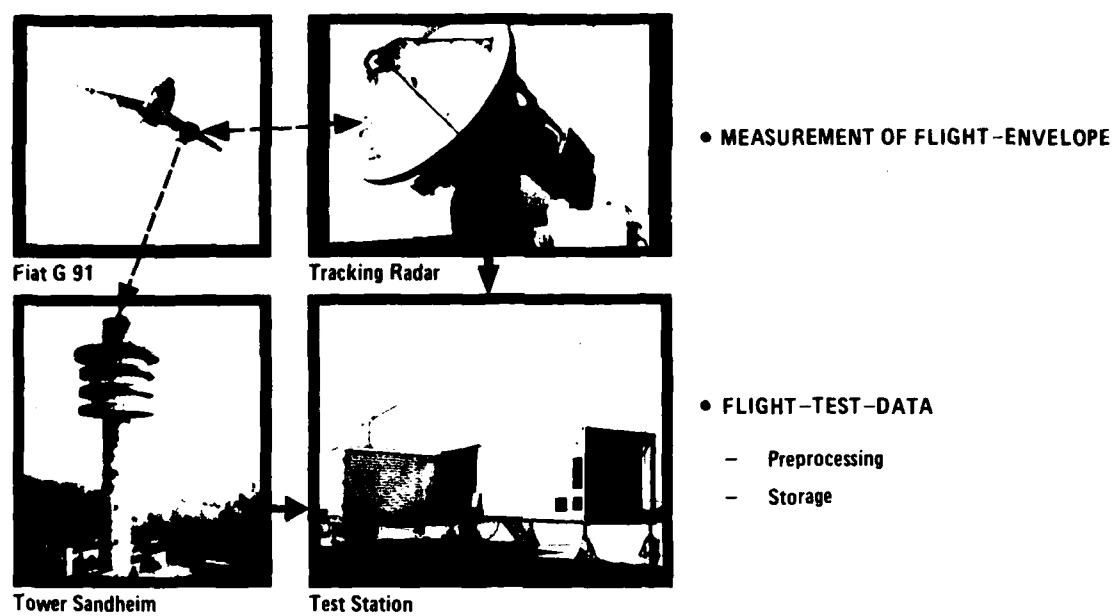 Fiat G 91
Tracking Radar
• MEASUREMENT OF FLIGHT-ENVELOPE
Tower Sandheim
Test Station
• FLIGHT-TEST-DATA
– Preprocessing
– Storage